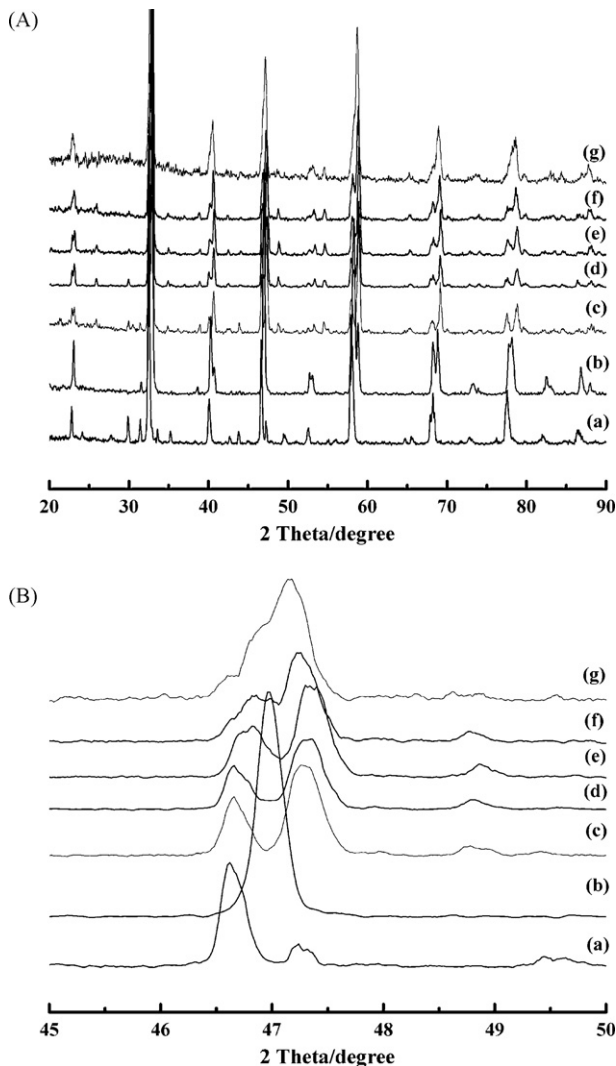 (A)
(g)
(f)
(e)
(d)
(c)
(b)
(a)
20 30 40 50 60 70 80 90
2 Theta/degree
(B)
(g)
(f)
(e)
(d)
(c)
(b)
(a)
45 46 47 48 49 50
2 Theta/degree